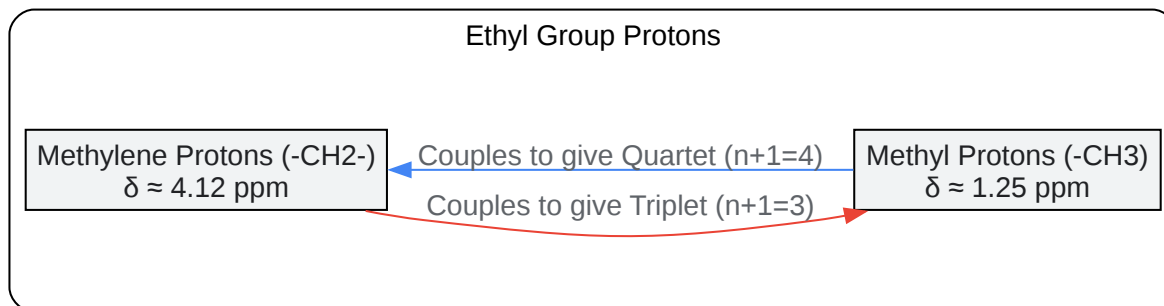 Ethyl Group Protons
Methylene Protons (-CH2-)
δ ≈ 4.12 ppm
Couples to give Quartet (n+1=4)
Couples to give Triplet (n+1=3)
Methyl Protons (-CH3)
δ ≈ 1.25 ppm